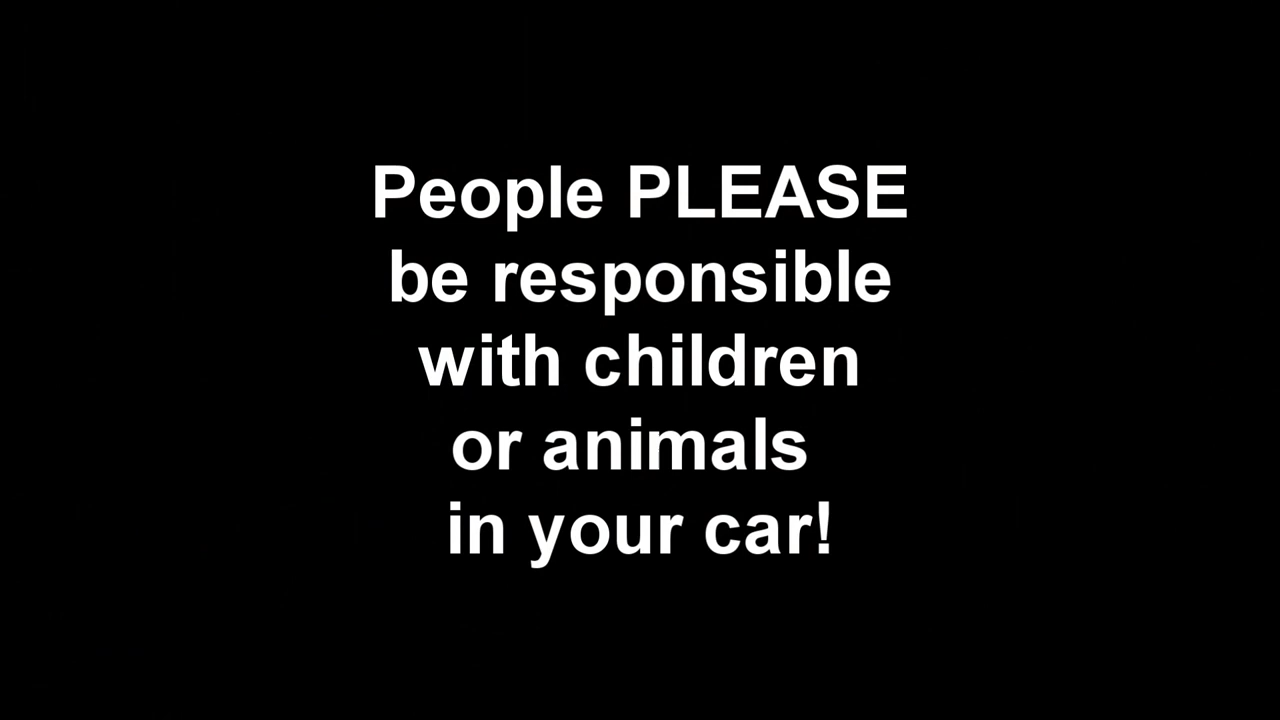 People PLEASE
be responsible
with children
or animals
in your car!